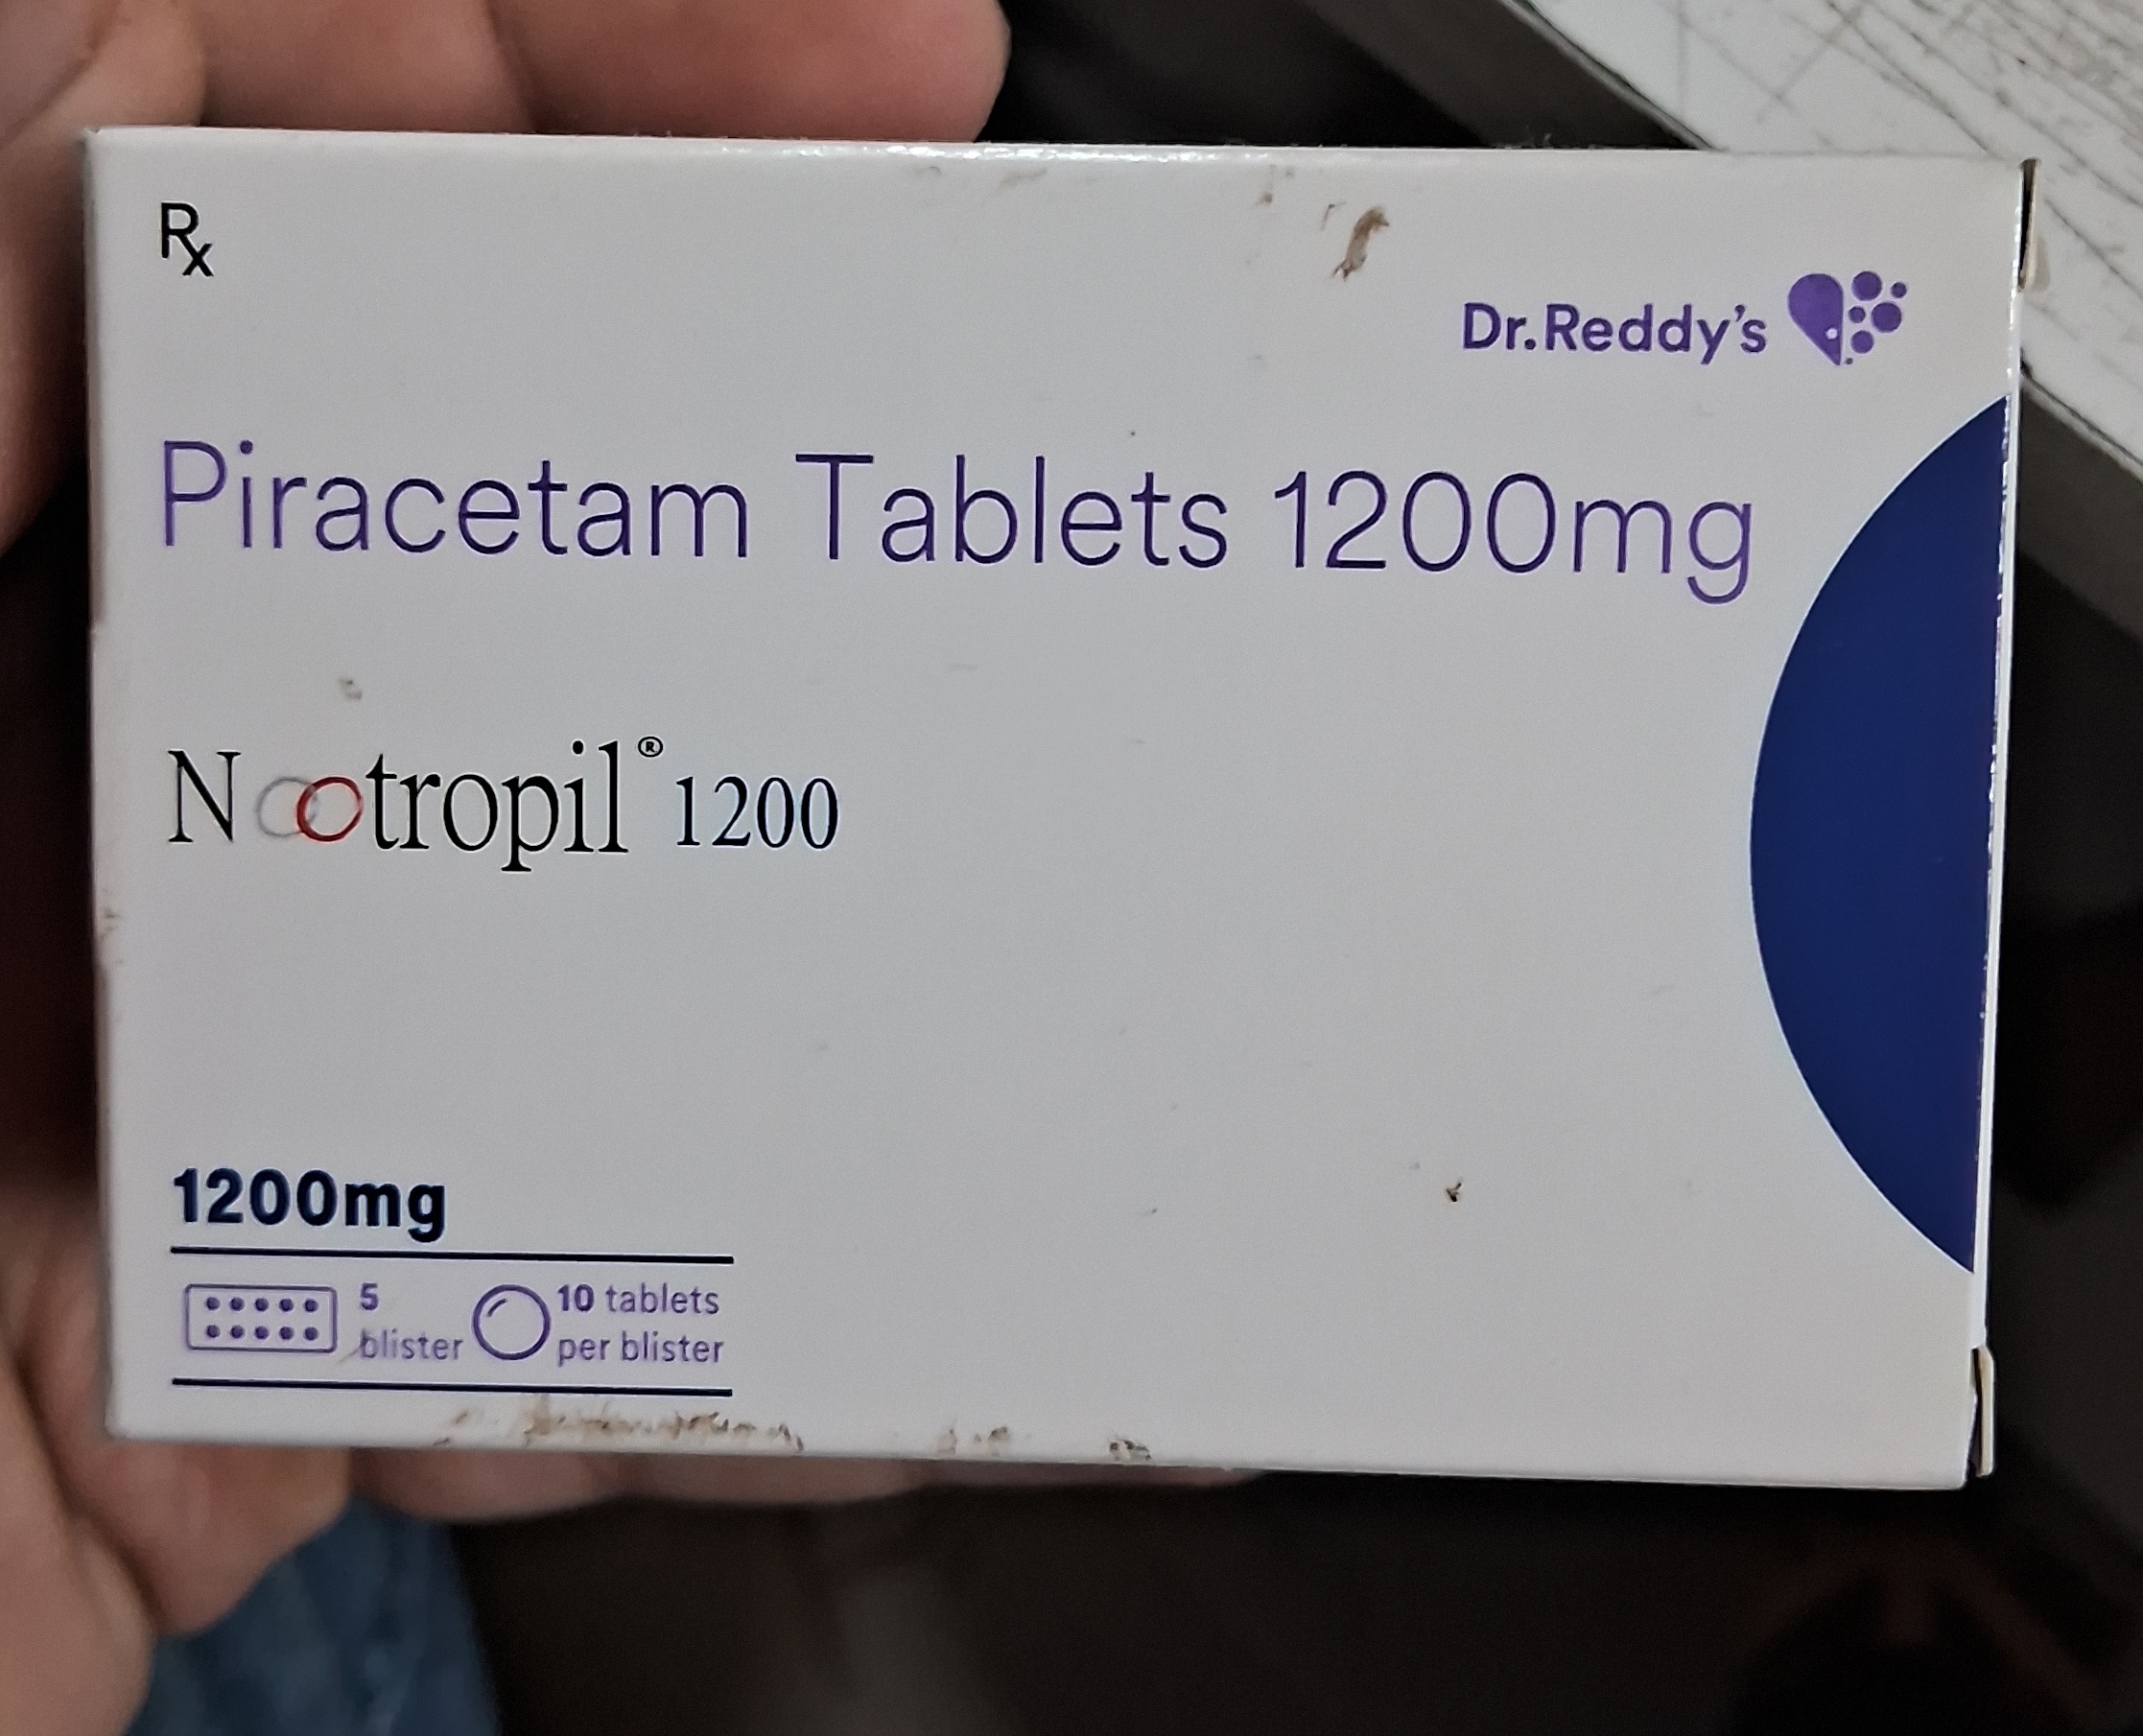 Rx
Dr.Reddy's
Piracetam Tablets 1200mg
Nootropil® 1200
1200mg
5 blister
10 tablets per blister